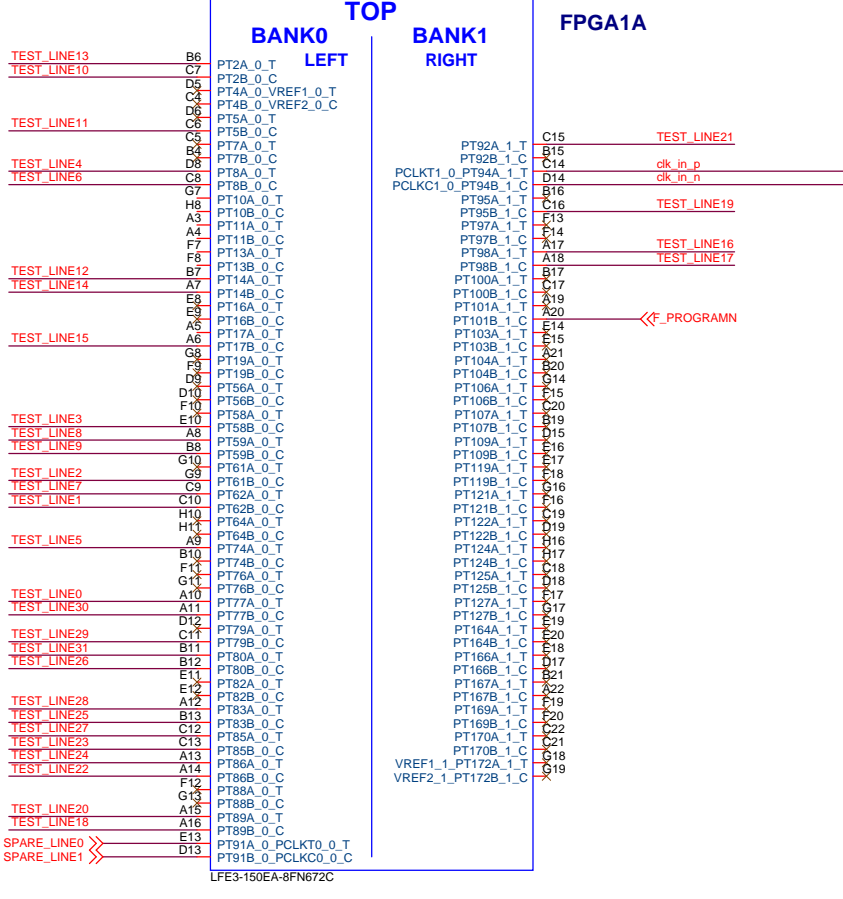 TOP
FPGA1A
BANK0
BANK1
LEFT
RIGHT
TEST_LINE13 B6 PT2A_0_T
TEST_LINE10 C7 PT2B_0_C
D5 PT4A_0_VREF1_0_T
C4 PT4B_0_VREF2_0_C
D6 PT5A_0_T
TEST_LINE11 C6 PT5B_0_C
C5 PT7A_0_T
B4 PT7B_0_C
TEST_LINE4 D8 PT8A_0_T
TEST_LINE6 C8 PT8B_0_C
G7 PT10A_0_T
H8 PT10B_0_C
A3 PT11A_0_T
A4 PT11B_0_C
F7 PT13A_0_T
F8 PT13B_0_C
TEST_LINE12 B7 PT14A_0_T
TEST_LINE14 A7 PT14B_0_C
E8 PT16A_0_T
E9 PT16B_0_C
A5 PT17A_0_T
TEST_LINE15 A6 PT17B_0_C
G8 PT19A_0_T
F9 PT19B_0_C
D9 PT56A_0_T
D10 PT56B_0_C
F10 PT58A_0_T
TEST_LINE3 E10 PT58B_0_C
TEST_LINE8 A8 PT59A_0_T
TEST_LINE9 B8 PT59B_0_C
G10 PT61A_0_T
TEST_LINE2 G9 PT61B_0_C
TEST_LINE7 C9 PT62A_0_T
TEST_LINE1 C10 PT62B_0_C
H10 PT64A_0_T
H11 PT64B_0_C
TEST_LINE5 A9 PT74A_0_T
B10 PT74B_0_C
F11 PT76A_0_T
G11 PT76B_0_C
TEST_LINE0 A10 PT77A_0_T
TEST_LINE30 A11 PT77B_0_C
D12 PT79A_0_T
TEST_LINE29 C11 PT79B_0_C
TEST_LINE31 B11 PT80A_0_T
TEST_LINE26 B12 PT80B_0_C
E11 PT82A_0_T
E12 PT82B_0_C
TEST_LINE28 A12 PT83A_0_T
TEST_LINE25 B13 PT83B_0_C
TEST_LINE27 C12 PT85A_0_T
TEST_LINE23 C13 PT85B_0_C
TEST_LINE24 A13 PT86A_0_T
TEST_LINE22 A14 PT86B_0_C
F12 PT88A_0_T
G13 PT88B_0_C
TEST_LINE20 A15 PT89A_0_T
TEST_LINE18 A16 PT89B_0_C
SPARE_LINE0 E13 PT91A_0_PCLKT0_0_T
SPARE_LINE1 D13 PT91B_0_PCLKC0_0_C
PT92A_1_T C15 TEST_LINE21
PT92B_1_C B15
PCLKT1_0_PT94A_1_T C14 clk_in_p
PCLKC1_0_PT94B_1_C D14 clk_in_n
PT95A_1_T B16
PT95B_1_C C16 TEST_LINE19
PT97A_1_T F13
PT97B_1_C F14
PT98A_1_T A17 TEST_LINE16
PT98B_1_C A18 TEST_LINE17
PT100A_1_T B17
PT100B_1_C C17
PT101A_1_T A19
PT101B_1_C A20 F_PROGRAMN
PT103A_1_T E14
PT103B_1_C E15
PT104A_1_T A21
PT104B_1_C B20
PT106A_1_T G14
PT106B_1_C F15
PT107A_1_T C20
PT107B_1_C B19
PT109A_1_T D15
PT109B_1_C E16
PT119A_1_T E17
PT119B_1_C F18
PT121A_1_T G16
PT121B_1_C F16
PT122A_1_T C19
PT122B_1_C D19
PT124A_1_T H16
PT124B_1_C H17
PT125A_1_T C18
PT125B_1_C D18
PT127A_1_T F17
PT127B_1_C G17
PT164A_1_T E19
PT164B_1_C E20
PT166A_1_T E18
PT166B_1_C D17
PT167A_1_T B21
PT167B_1_C A22
PT169A_1_T F19
PT169B_1_C F20
PT170A_1_T C22
PT170B_1_C C21
VREF1_1_PT172A_1_T G18
VREF2_1_PT172B_1_C G19
LFE3-150EA-8FN672C